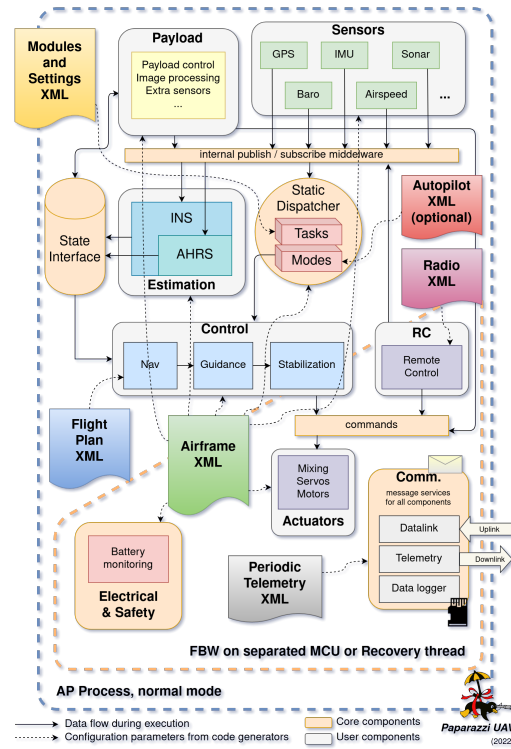 Modules
and
Settings
XML
Payload
Payload control
Image processing
Extra sensors
...
Sensors
GPS
IMU
Sonar
Baro
Airspeed
...
internal publish / subscribe middelware
State
Interface
INS
AHRS
Estimation
Static
Dispatcher
Tasks
Modes
Autopilot
XML
(optional)
Radio
XML
Control
Nav
Guidance
Stabilization
RC
Remote
Control
Flight
Plan
XML
Airframe
XML
commands
Mixing
Servos
Motors
Actuators
Comm.
message services
for all components
Datalink
Telemetry
Data logger
Uplink
Downlink
Battery
monitoring
Electrical
& Safety
Periodic
Telemetry
XML
FBW on separated MCU or Recovery thread
AP Process, normal mode
Data flow during execution
Configuration parameters from code generators
Core components
User components
Paparazzi UAV
(2022